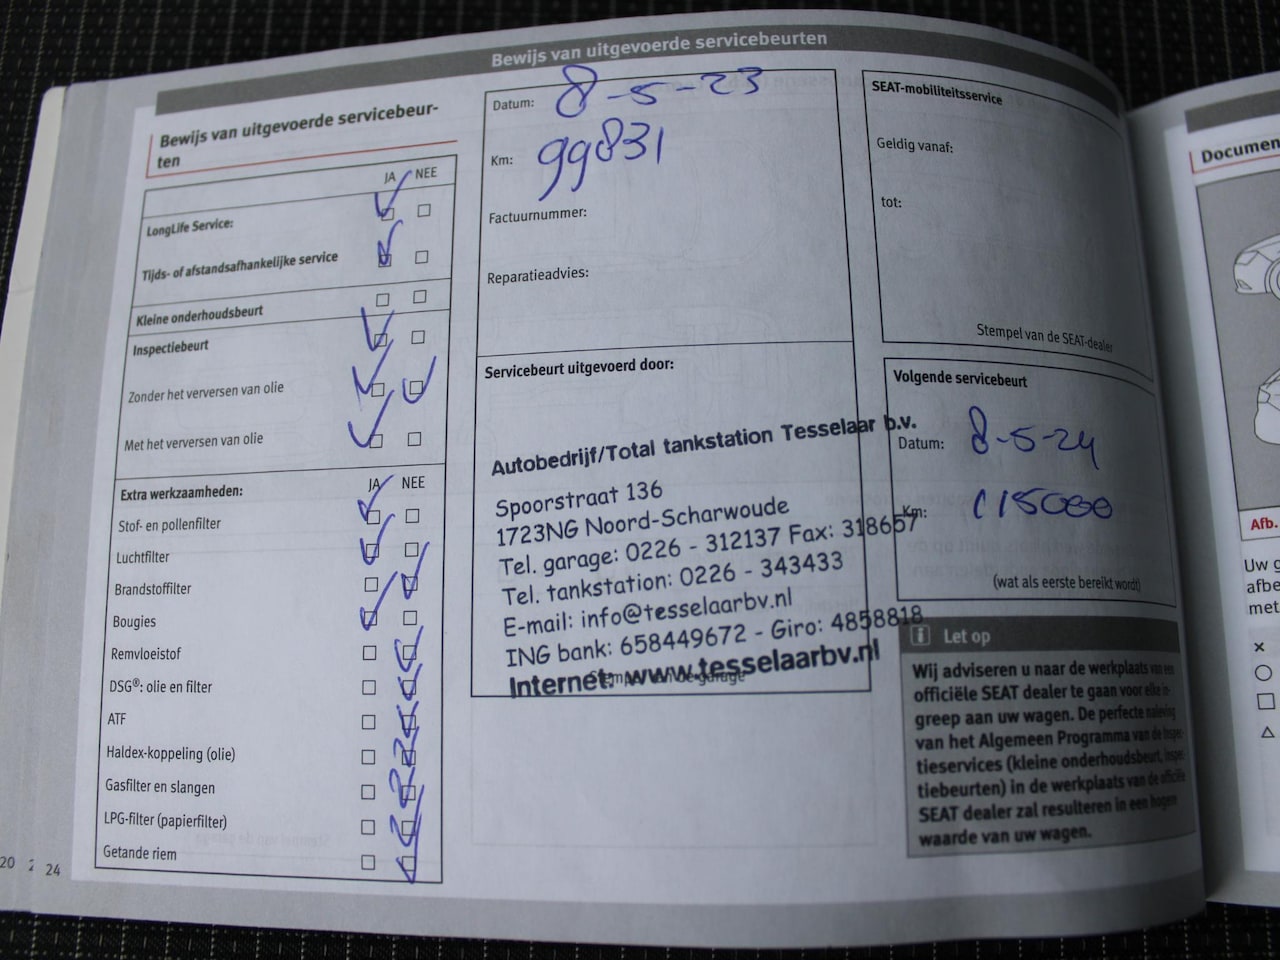 Bewijs van uitgevoerde servicebeurten
Bewijs van uitgevoerde servicebeur-
ten
JA NEE
LongLife Service:
Tijds- of afstandsafhankelijke service
Kleine onderhoudsbeurt
Inspectiebeurt
Zonder het verversen van olie
Met het verversen van olie
Extra werkzaamheden: JA NEE
Stof- en pollenfilter
Luchtfilter
Brandstoffilter
Bougies
Remvloeistof
DSG®: olie en filter
ATF
Haldex-koppeling (olie)
Gasfilter en slangen
LPG-filter (papierfilter)
Getande riem
20
24
Datum: 8-5-23
Km: 99831
Factuurnummer:
Reparatieadvies:
Servicebeurt uitgevoerd door:
Autobedrijf/Total tankstation Tesselaar b.v.
Spoorstraat 136
1723NG Noord-Scharwoude
Tel. garage: 0226 - 312137 Fax: 318657
Tel. tankstation: 0226 - 343433
E-mail: info@tesselaarbv.nl
ING bank: 658449672 - Giro: 4858818
Internet: www.tesselaarbv.nl
SEAT-mobiliteitsservice
Geldig vanaf:
tot:
Stempel van de SEAT-dealer
Volgende servicebeurt
Datum: 8-5-24
Km: 115000
(wat als eerste bereikt wordt)
i Let op
Wij adviseren u naar de werkplaats van een
officiële SEAT dealer te gaan voor elke in-
greep aan uw wagen. De perfecte naleving
van het Algemeen Programma van de Inspec-
tieservices (kleine onderhoudsbeurt, inspec-
tiebeurten) in de werkplaats van de officiële
SEAT dealer zal resulteren in een hogere
waarde van uw wagen.
Documen
Afb.
Uw g
afbe
met